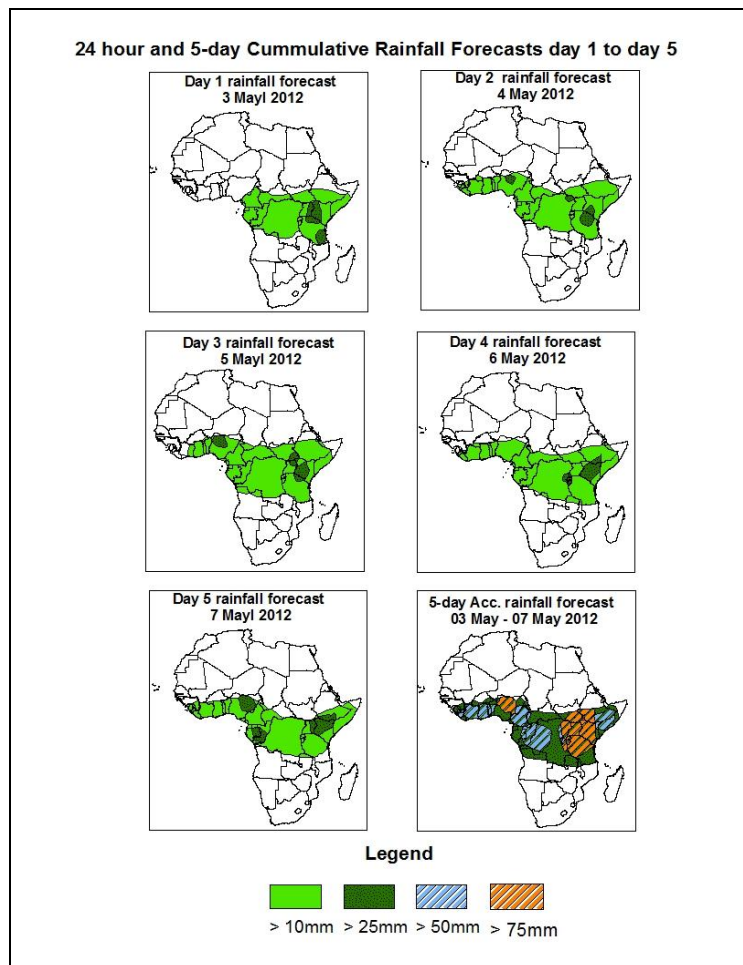 24 hour and 5-day Cummulative Rainfall Forecasts day 1 to day 5
Day 1 rainfall forecast
3 Mayl 2012
Day 2 rainfall forecast
4 May 2012
Day 3 rainfall forecast
5 Mayl 2012
Day 4 rainfall forecast
6 May 2012
Day 5 rainfall forecast
7 Mayl 2012
5-day Acc. rainfall forecast
03 May - 07 May 2012
Legend
> 10mm > 25mm > 50mm > 75mm